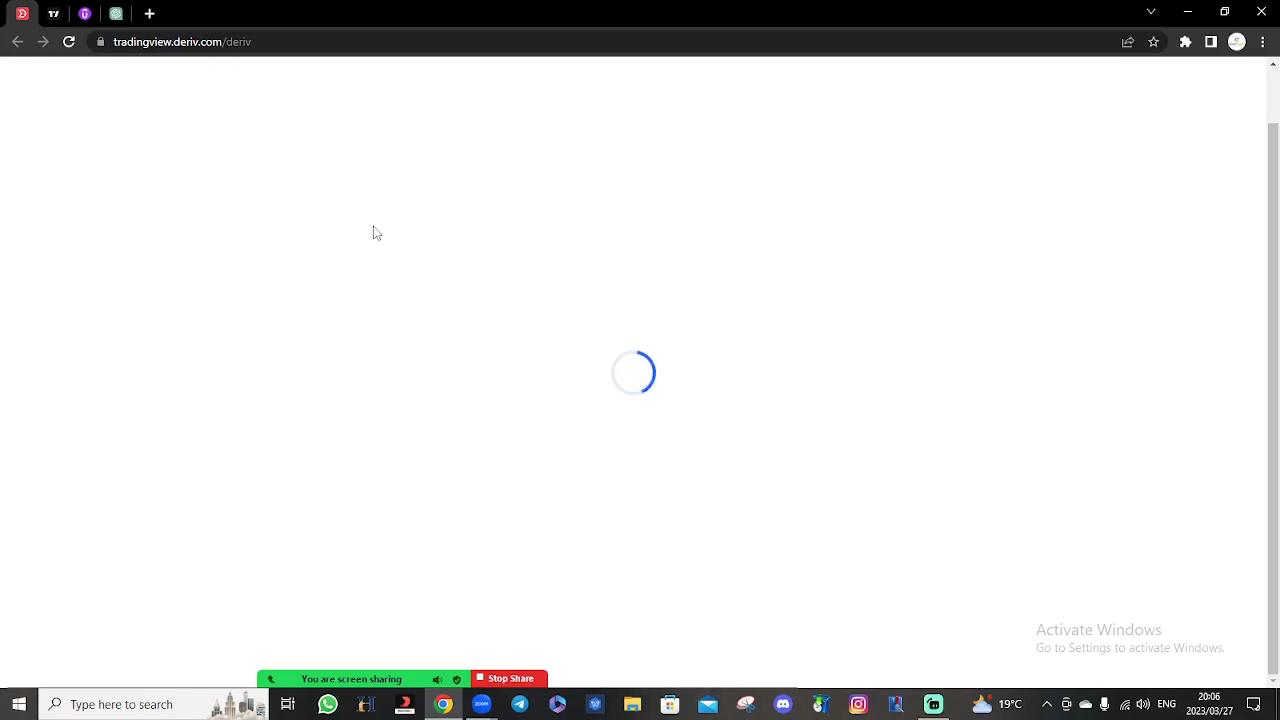 tradingview.deriv.com/deriv
Activate Windows
Go to Settings to activate Windows.
You are screen sharing
Stop Share
Type here to search
zoom
19°C
ENG
20:06
2023/03/27